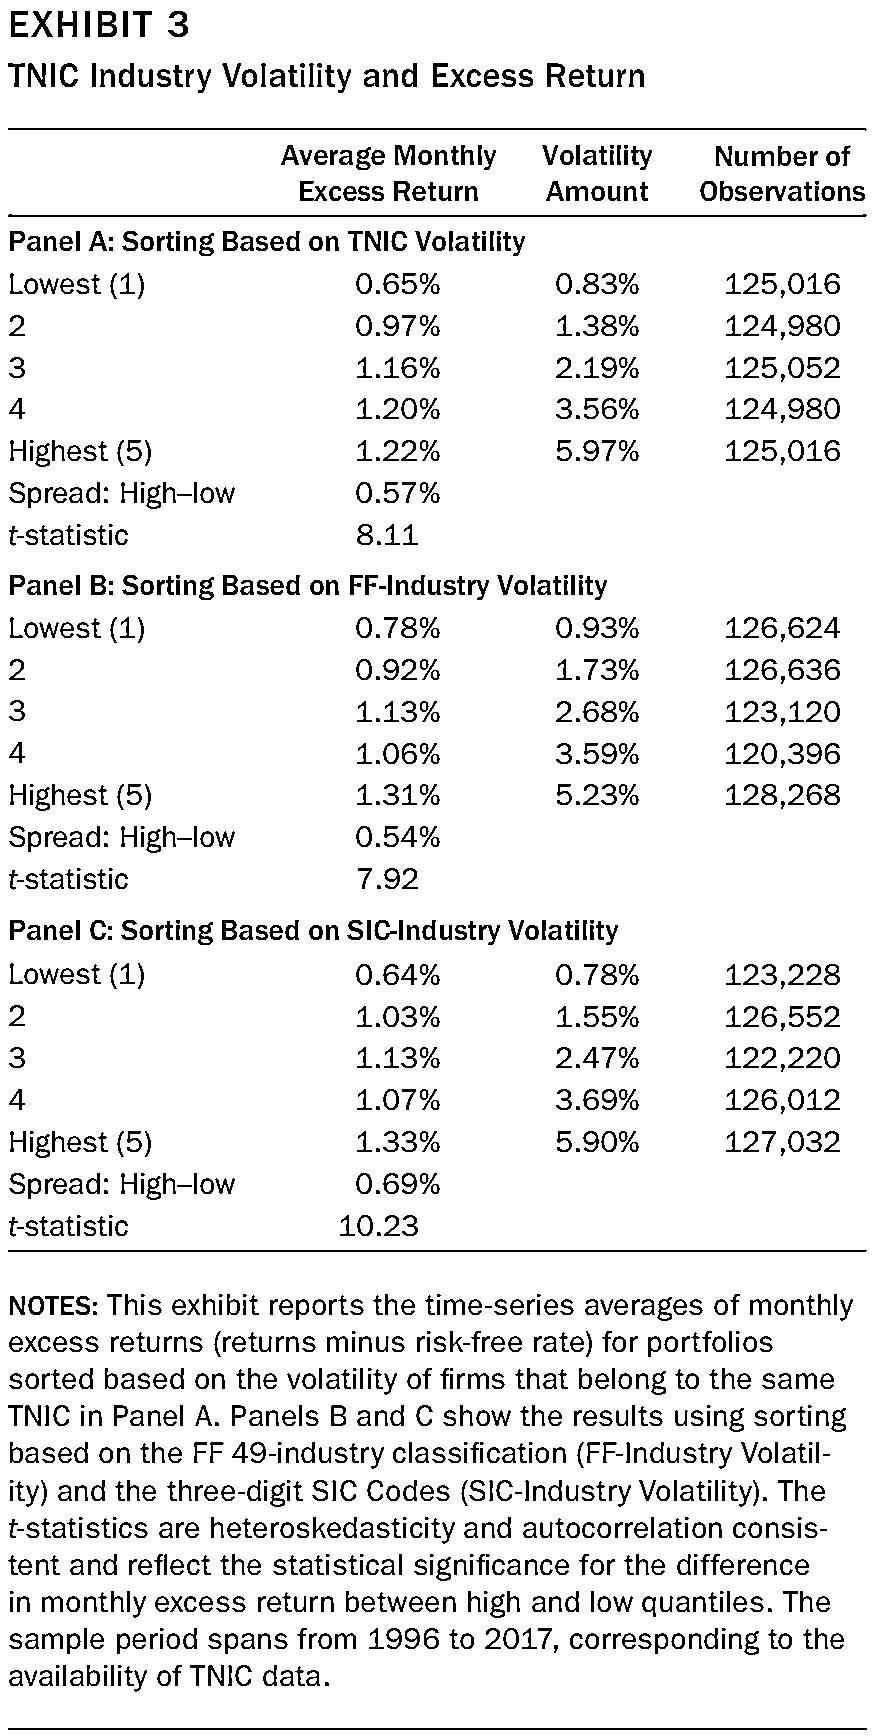 EXHIBIT 3
TNIC Industry Volatility and Excess Return
Average Monthly Excess Return Volatility Amount Number of Observations
Panel A: Sorting Based on TNIC Volatility
Lowest (1) 0.65% 0.83% 125,016
2 0.97% 1.38% 124,980
3 1.16% 2.19% 125,052
4 1.20% 3.56% 124,980
Highest (5) 1.22% 5.97% 125,016
Spread: High–low 0.57%
t-statistic 8.11
Panel B: Sorting Based on FF-Industry Volatility
Lowest (1) 0.78% 0.93% 126,624
2 0.92% 1.73% 126,636
3 1.13% 2.68% 123,120
4 1.06% 3.59% 120,396
Highest (5) 1.31% 5.23% 128,268
Spread: High–low 0.54%
t-statistic 7.92
Panel C: Sorting Based on SIC-Industry Volatility
Lowest (1) 0.64% 0.78% 123,228
2 1.03% 1.55% 126,552
3 1.13% 2.47% 122,220
4 1.07% 3.69% 126,012
Highest (5) 1.33% 5.90% 127,032
Spread: High–low 0.69%
t-statistic 10.23
NOTES: This exhibit reports the time-series averages of monthly
excess returns (returns minus risk-free rate) for portfolios
sorted based on the volatility of firms that belong to the same
TNIC in Panel A. Panels B and C show the results using sorting
based on the FF 49-industry classification (FF-Industry Volatil-
ity) and the three-digit SIC Codes (SIC-Industry Volatility). The
t-statistics are heteroskedasticity and autocorrelation consis-
tent and reflect the statistical significance for the difference
in monthly excess return between high and low quantiles. The
sample period spans from 1996 to 2017, corresponding to the
availability of TNIC data.